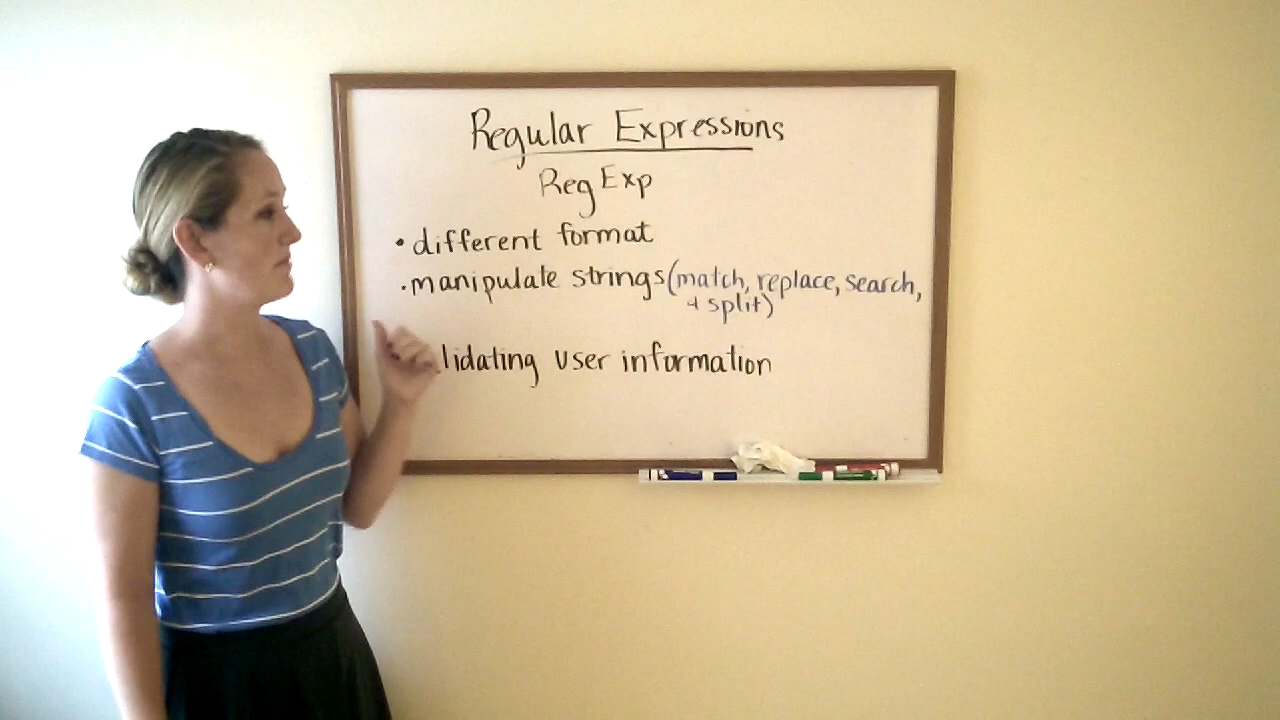 Regular Expressions
RegExp
• different format
• manipulate strings (match, replace, search,
+ split)
lidating user information